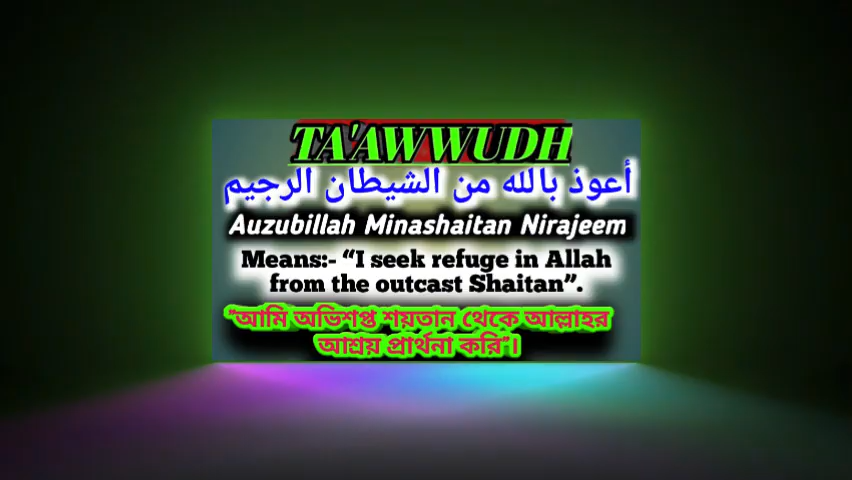 TA'AWWUDH
أعوذ بالله من الشيطان الرجيم
Auzubillah Minashaitan Nirajeem
Means:- “I seek refuge in Allah
from the outcast Shaitan”.
"আমি অভিশপ্ত শয়তান থেকে আল্লাহর
আশ্রয় প্রার্থনা করি"।